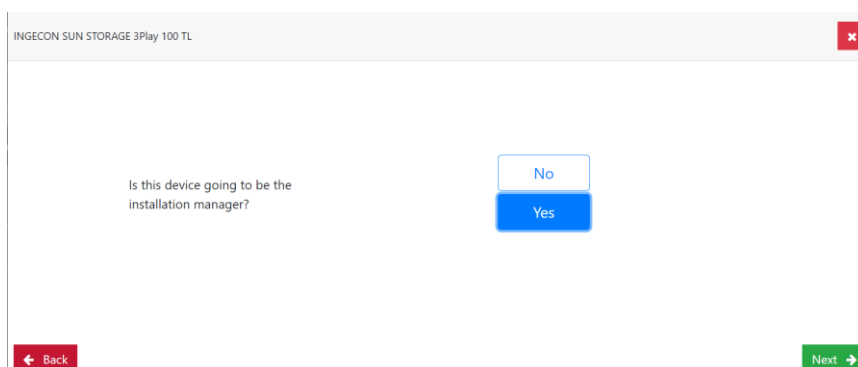 INGECON SUN STORAGE 3Play 100 TL
No
Is this device going to be the
installation manager?
Yes
Back
Next